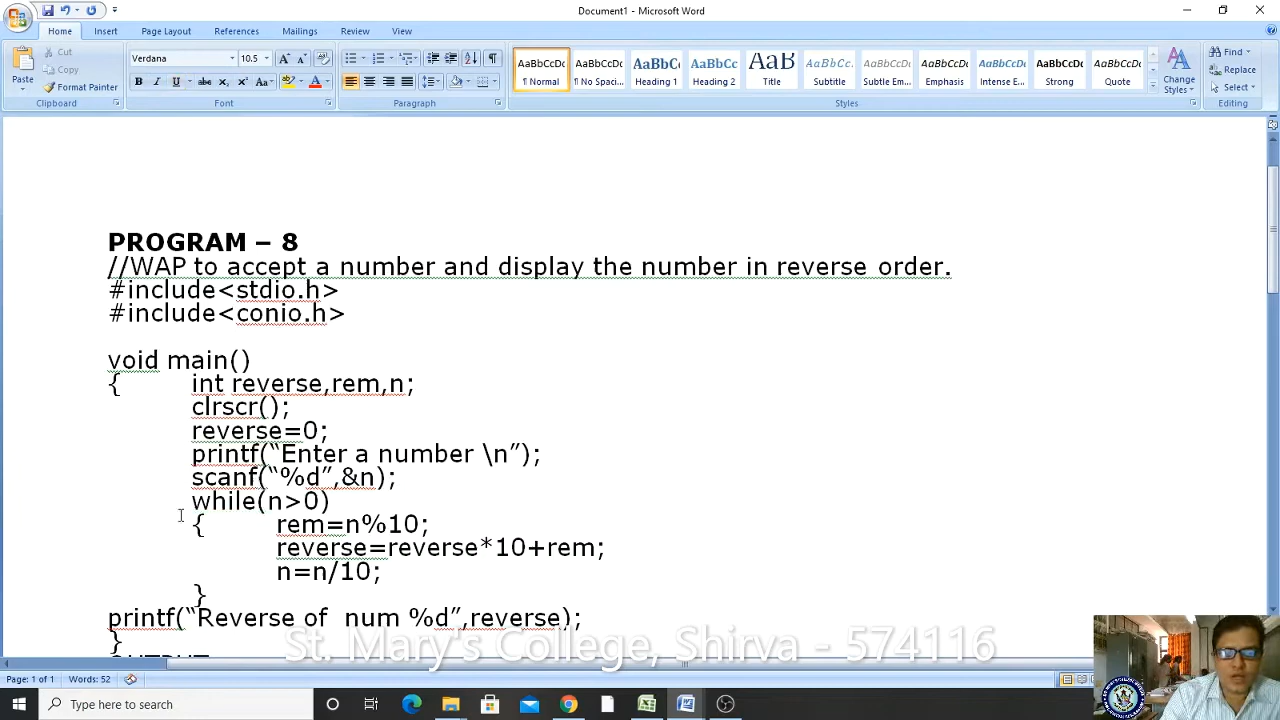 Document1 - Microsoft Word
Home Insert Page Layout References Mailings Review View
Paste
Cut
Copy
Format Painter
Clipboard
Verdana 10.5
Font
Paragraph
AaBbCcDc AaBbCcDc AaBbC( AaBbCc AaB AaBbCc. AaBbCcDc AaBbCcDc AaBbCcDc AaBbCcDc AaBbCcDc
¶ Normal ¶ No Spaci... Heading 1 Heading 2 Title Subtitle Subtle Em... Emphasis Intense E... Strong Quote
Change Styles
Styles
Find
Replace
Select
Editing
PROGRAM – 8
//WAP to accept a number and display the number in reverse order.
#include<stdio.h>
#include<conio.h>
void main()
{ int reverse,rem,n;
clrscr();
reverse=0;
printf(“Enter a number \n”);
scanf(“%d”,&n);
while(n>0)
{ rem=n%10;
reverse=reverse*10+rem;
n=n/10;
}
printf(“Reverse of num %d”,reverse);
}
OUTPUT
St. Mary's College, Shirva - 574116
Page: 1 of 1 Words: 52
Type here to search